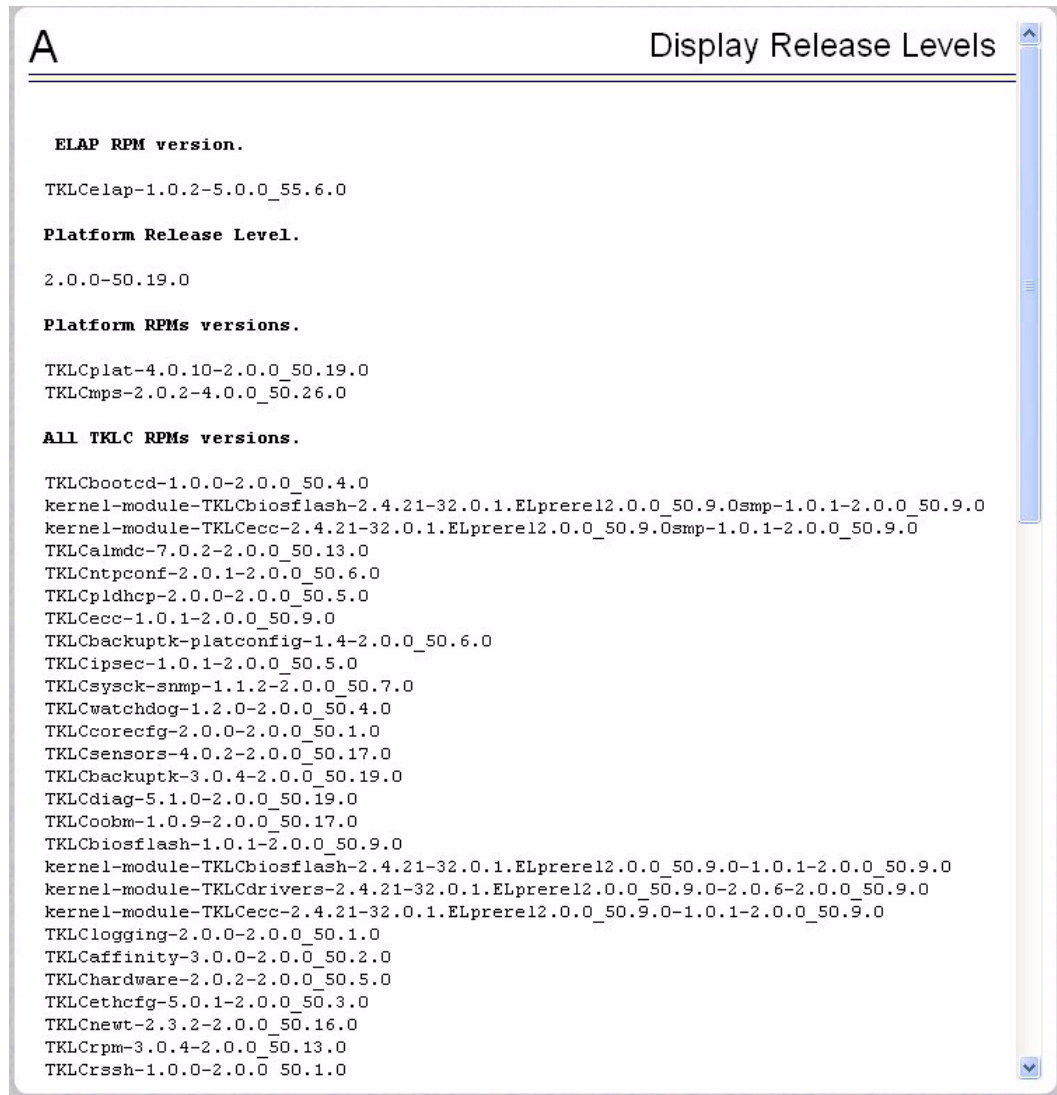 A
Display Release Levels
ELAP RPM version.
TKLCelap-1.0.2-5.0.0_55.6.0
Platform Release Level.
2.0.0-50.19.0
Platform RPMs versions.
TKLCplat-4.0.10-2.0.0_50.19.0
TKLCmps-2.0.2-4.0.0_50.26.0
All TKLC RPMs versions.
TKLCbootcd-1.0.0-2.0.0_50.4.0
kernel-module-TKLCbiosflash-2.4.21-32.0.1.ELprerel2.0.0_50.9.0smp-1.0.1-2.0.0_50.9.0
kernel-module-TKLCecc-2.4.21-32.0.1.ELprerel2.0.0_50.9.0smp-1.0.1-2.0.0_50.9.0
TKLCalmdc-7.0.2-2.0.0_50.13.0
TKLCntpconf-2.0.1-2.0.0_50.6.0
TKLCpldhcp-2.0.0-2.0.0_50.5.0
TKLCecc-1.0.1-2.0.0_50.9.0
TKLCbackuptk-platconfig-1.4-2.0.0_50.6.0
TKLCipsec-1.0.1-2.0.0_50.5.0
TKLCsysck-snmp-1.1.2-2.0.0_50.7.0
TKLCwatchdog-1.2.0-2.0.0_50.4.0
TKLCcorecfg-2.0.0-2.0.0_50.1.0
TKLCsensors-4.0.2-2.0.0_50.17.0
TKLCbackuptk-3.0.4-2.0.0_50.19.0
TKLCdiag-5.1.0-2.0.0_50.19.0
TKLCoobm-1.0.9-2.0.0_50.17.0
TKLCbiosflash-1.0.1-2.0.0_50.9.0
kernel-module-TKLCbiosflash-2.4.21-32.0.1.ELprerel2.0.0_50.9.0-1.0.1-2.0.0_50.9.0
kernel-module-TKLCdrivers-2.4.21-32.0.1.ELprerel2.0.0_50.9.0-2.0.6-2.0.0_50.9.0
kernel-module-TKLCecc-2.4.21-32.0.1.ELprerel2.0.0_50.9.0-1.0.1-2.0.0_50.9.0
TKLClogging-2.0.0-2.0.0_50.1.0
TKLCaffinity-3.0.0-2.0.0_50.2.0
TKLChardware-2.0.2-2.0.0_50.5.0
TKLCethcfg-5.0.1-2.0.0_50.3.0
TKLCnewt-2.3.2-2.0.0_50.16.0
TKLCrpm-3.0.4-2.0.0_50.13.0
TKLCrssh-1.0.0-2.0.0 50.1.0